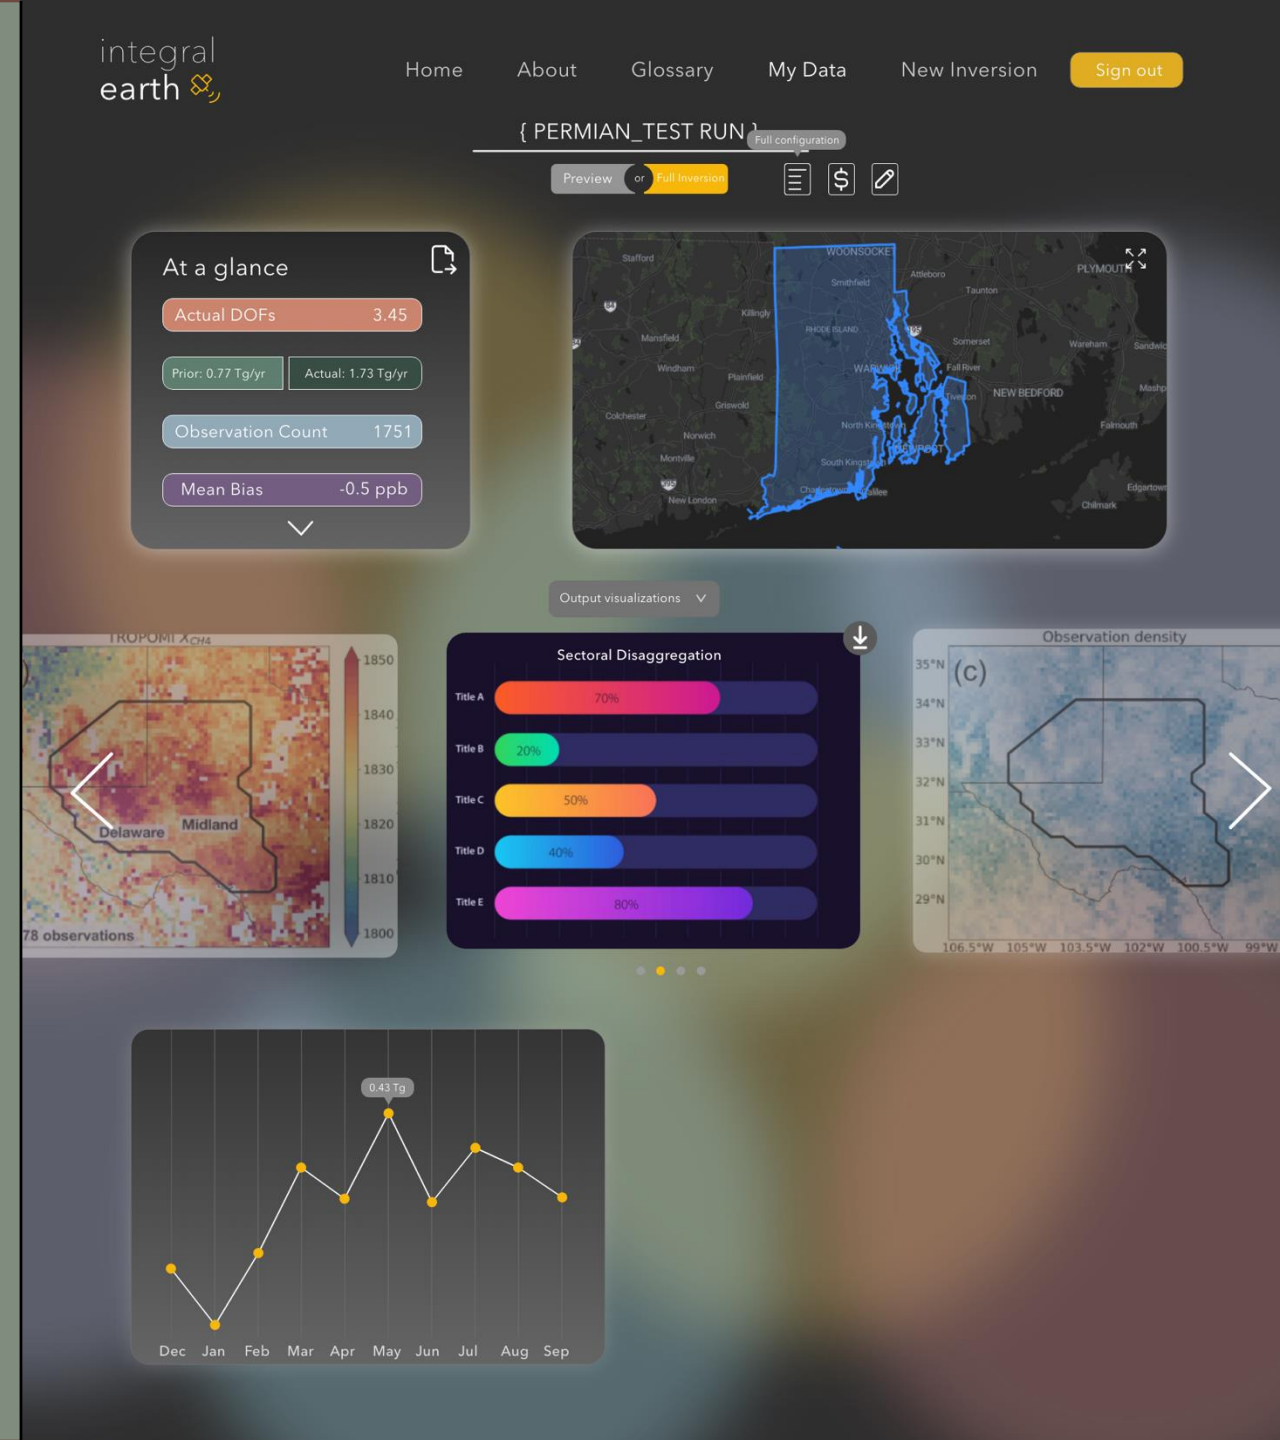 integral
earth
Home About Glossary My Data New Inversion Sign out
{ PERMIAN_TEST RUN }
Full configuration
Preview or Full Inversion
At a glance
Actual DOFs 3.45
Prior: 0.77 Tg/yr Actual: 1.73 Tg/yr
Observation Count 1751
Mean Bias -0.5 ppb
Stafford
WOONSOCKET
PLYMOUTH
Attleboro
Smithfield
Taunton
84
Killingly
RHODE ISLAND
195
Mansfield
Somerset
Wareham
Sandwic
Windham
WARWICK
Fall River
Plainfield
Mashp
NEW BEDFORD
Tiverton
Griswold
Colchester
North Kingstown
Falmouth
Norwich
NEWPORT
Montville
South Kingst
395
Charlestown
Galilee
Edgartown
New London
Chilmark
Output visualizations
TROPOMI XCH4
1850
1840
1830
1820
1810
1800
Delaware
Midland
78 observations
Sectoral Disaggregation
Title A 70%
Title B 20%
Title C 50%
Title D 40%
Title E 80%
Observation density
(c)
35°N
34°N
33°N
32°N
31°N
30°N
29°N
106.5°W 105°W 103.5°W 102°W 100.5°W 99°W
0.43 Tg
Dec Jan Feb Mar Apr May Jun Jul Aug Sep